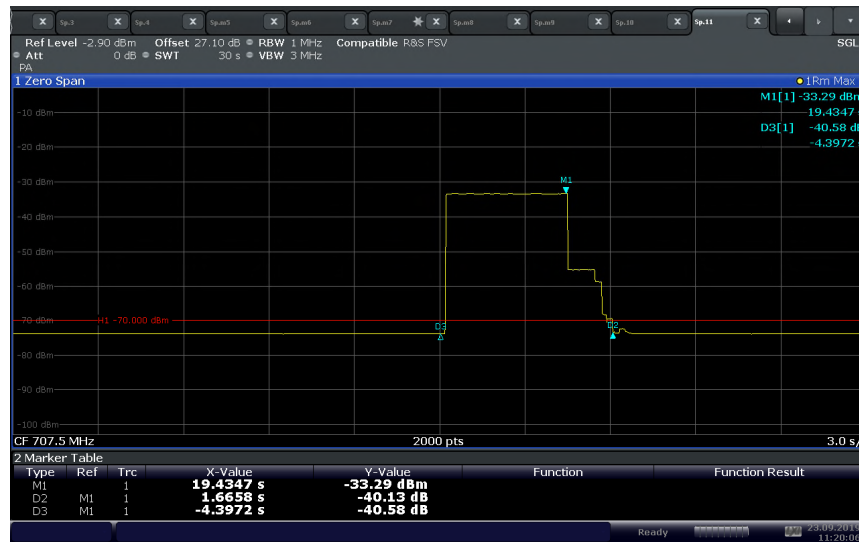 Sp.3 Sp.4 Sp.m5 Sp.m6 Sp.m7 Sp.m8 Sp.m9 Sp.10 Sp.11
Ref Level -2.90 dBm Offset 27.10 dB RBW 1 MHz Compatible R&S FSV SGL
Att 0 dB SWT 30 s VBW 3 MHz
PA
1 Zero Span 1Rm Max
M1[1] -33.29 dBm
19.4347 s
D3[1] -40.58 dB
-4.3972 s
-10 dBm
-20 dBm
-30 dBm
M1
-40 dBm
-50 dBm
-60 dBm
-70 dBm H1 -70.000 dBm
D3 D2
-80 dBm
-90 dBm
-100 dBm
CF 707.5 MHz 2000 pts 3.0 s/
2 Marker Table
Type Ref Trc X-Value Y-Value Function Function Result
M1 1 19.4347 s -33.29 dBm
D2 M1 1 1.6658 s -40.13 dB
D3 M1 1 -4.3972 s -40.58 dB
Ready 23.09.2019
11:20:06